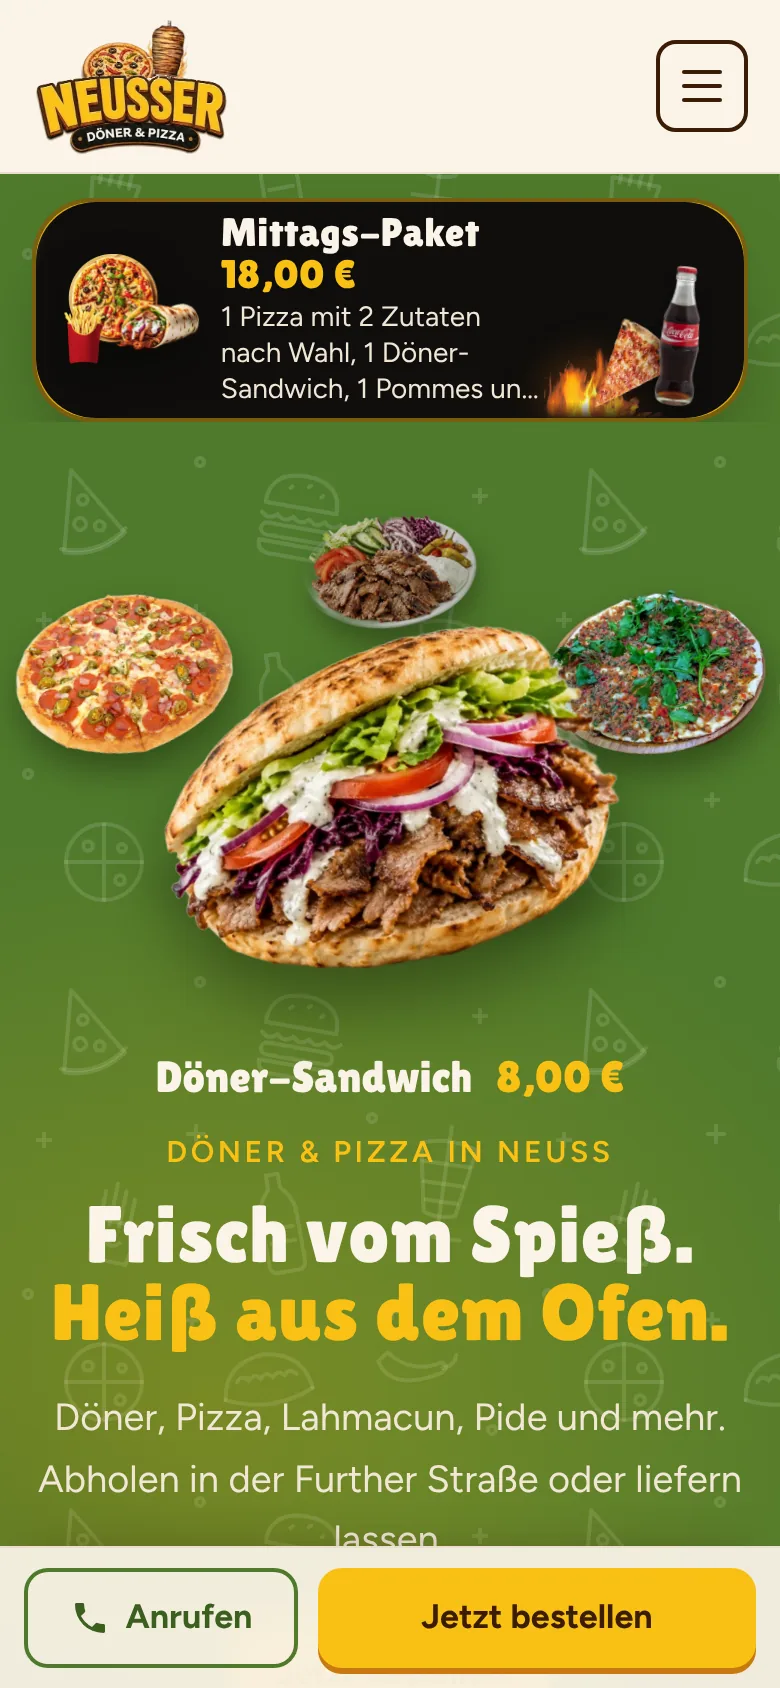 NEUSSER
DÖNER & PIZZA
Mittags-Paket
18,00 €
1 Pizza mit 2 Zutaten
nach Wahl, 1 Döner-
Sandwich, 1 Pommes un...
Coca-Cola
Döner-Sandwich 8,00 €
DÖNER & PIZZA IN NEUSS
Frisch vom Spieß.
Heiß aus dem Ofen.
Döner, Pizza, Lahmacun, Pide und mehr.
Abholen in der Further Straße oder liefern
lassen.
Anrufen
Jetzt bestellen